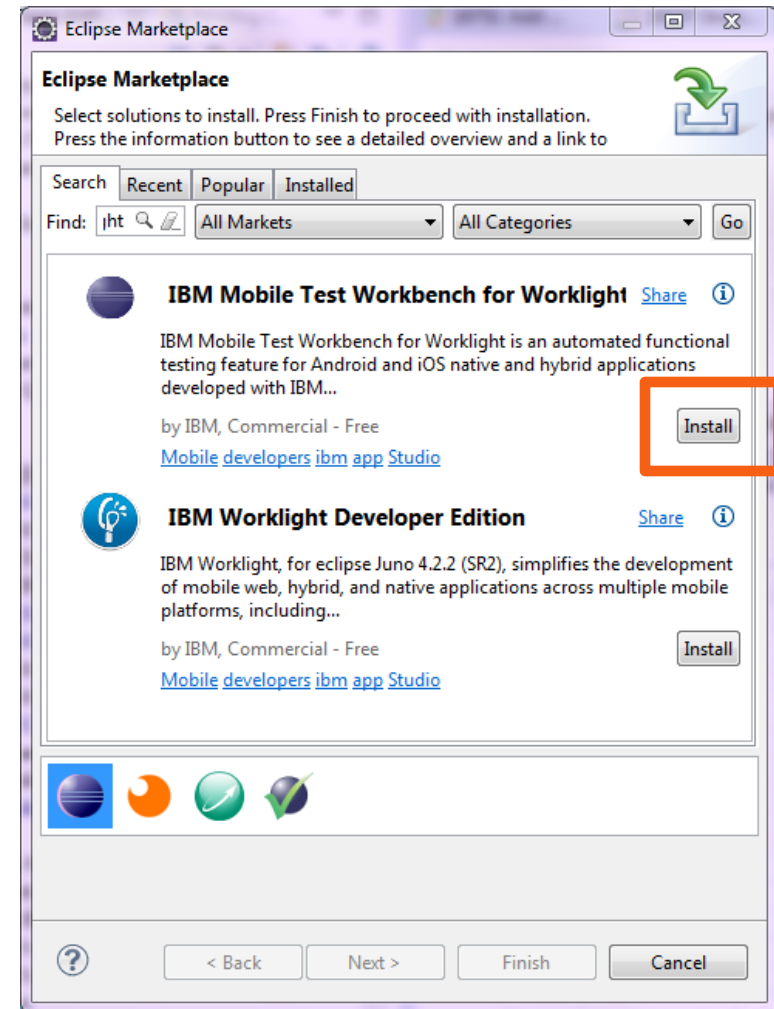 Eclipse Marketplace
Eclipse Marketplace
Select solutions to install. Press Finish to proceed with installation.
Press the information button to see a detailed overview and a link to
Search Recent Popular Installed
Find: ght All Markets All Categories Go
IBM Mobile Test Workbench for Worklight Share
IBM Mobile Test Workbench for Worklight is an automated functional
testing feature for Android and iOS native and hybrid applications
developed with IBM...
by IBM, Commercial - Free Install
Mobile developers ibm app Studio
IBM Worklight Developer Edition Share
IBM Worklight, for eclipse Juno 4.2.2 (SR2), simplifies the development
of mobile web, hybrid, and native applications across multiple mobile
platforms, including...
by IBM, Commercial - Free Install
Mobile developers ibm app Studio
< Back Next > Finish Cancel